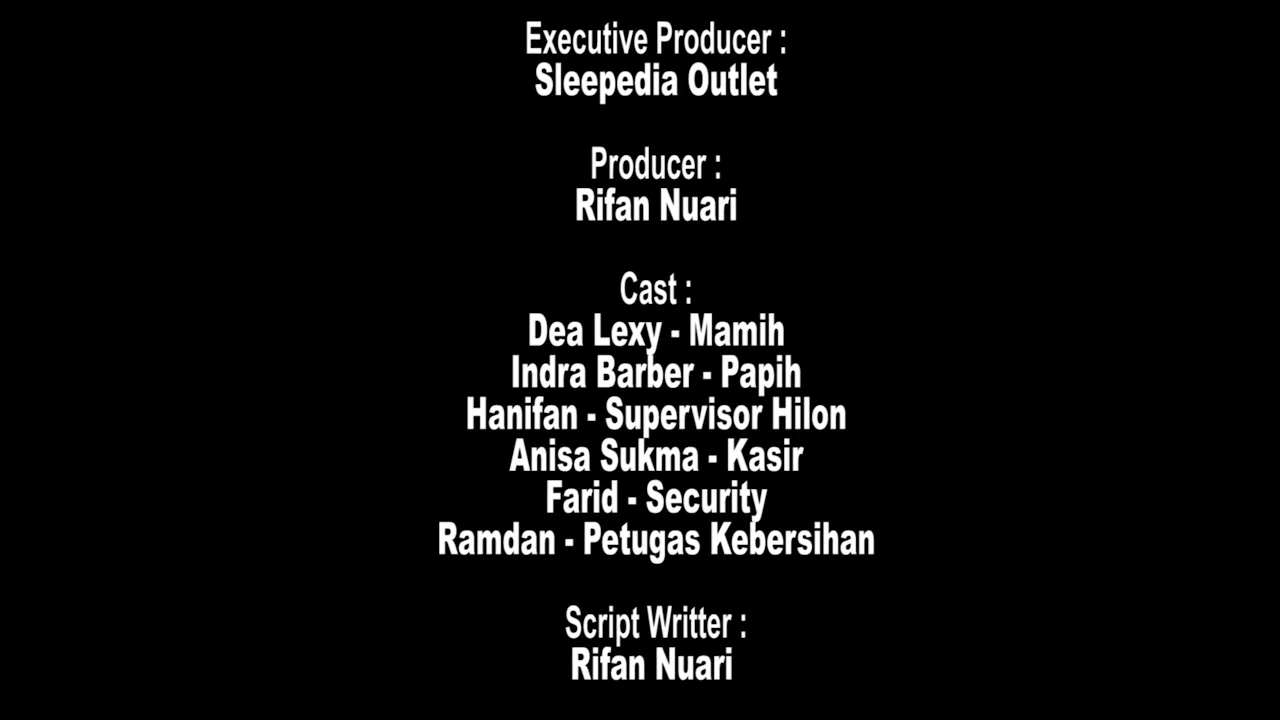 Executive Producer :
Sleepedia Outlet
Producer :
Rifan Nuari
Cast :
Dea Lexy - Mamih
Indra Barber - Papih
Hanifan - Supervisor Hilon
Anisa Sukma - Kasir
Farid - Security
Ramdan - Petugas Kebersihan
Script Writter :
Rifan Nuari